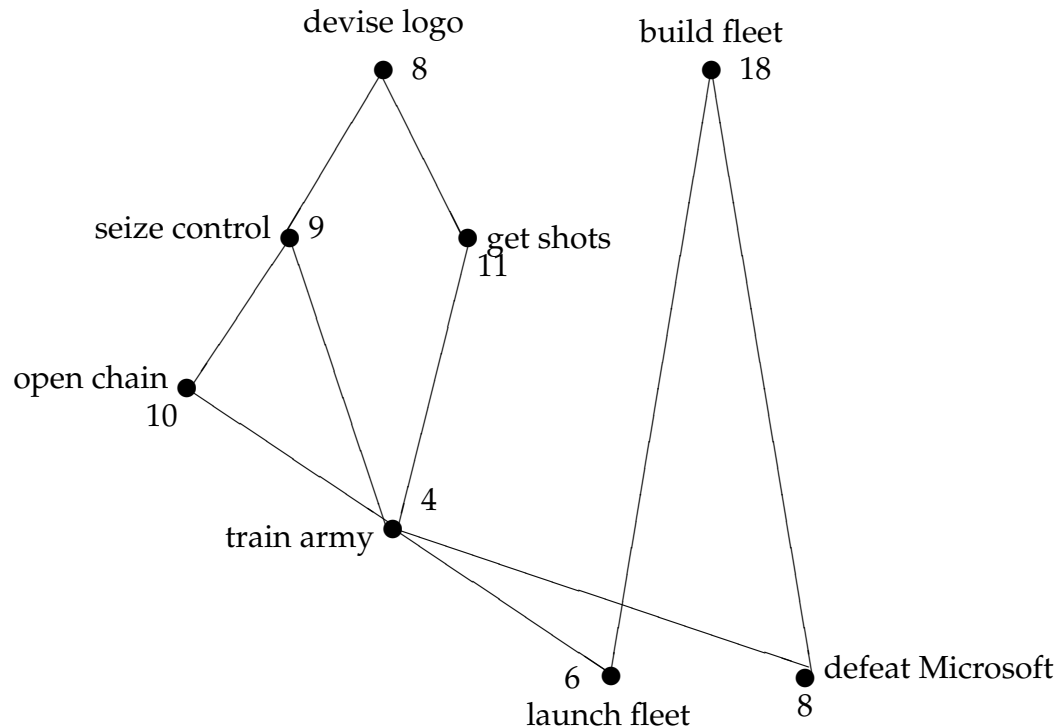 devise logo
8
build fleet
18
seize control
9
get shots
11
open chain
10
4
train army
6
launch fleet
defeat Microsoft
8